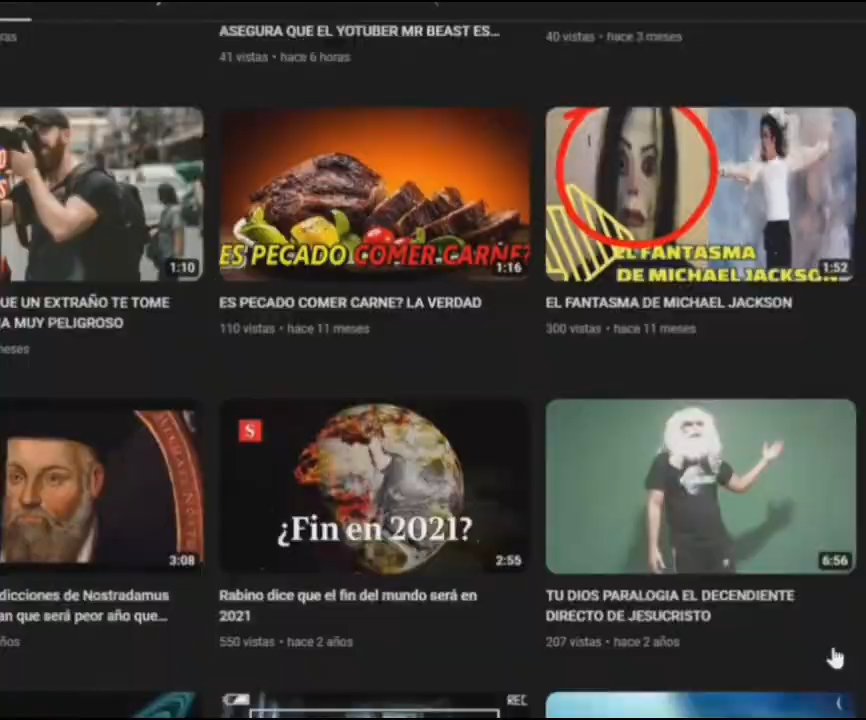 ASEGURA QUE EL YOTUBER MR BEAST ES...
ras
41 vistas • hace 6 horas
40 vistas • hace 3 meses
1:10
ES PECADO COMER CARNE?
1:16
EL FANTASMA
DE MICHAEL JACKSON
1:52
UE UN EXTRAÑO TE TOME
A MUY PELIGROSO
meses
ES PECADO COMER CARNE? LA VERDAD
110 vistas • hace 11 meses
EL FANTASMA DE MICHAEL JACKSON
300 vistas • hace 11 meses
3:08
$
¿Fin en 2021?
2:55
6:56
dicciones de Nostradamus
an que será peor año que...
ños
Rabino dice que el fin del mundo será en
2021
550 vistas • hace 2 años
TU DIOS PARALOGIA EL DECENDIENTE
DIRECTO DE JESUCRISTO
207 vistas • hace 2 años
REC